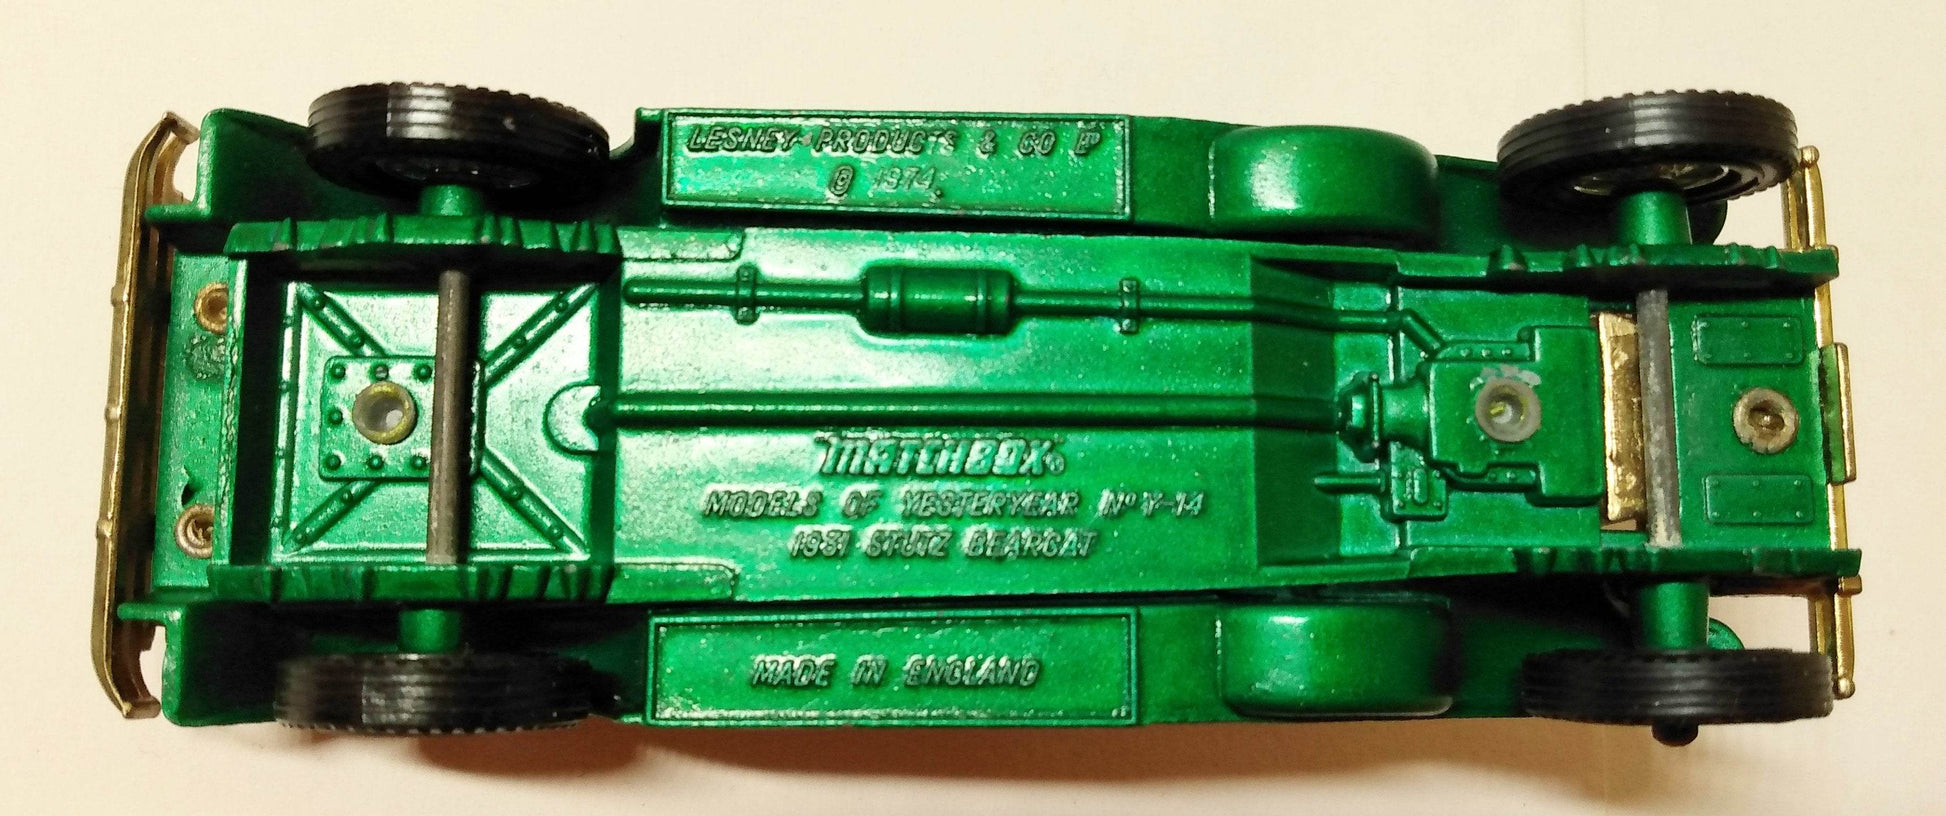 LESNEY PRODUCTS & CO LTD
© 1974
"MATCHBOX"®
MODELS OF YESTERYEAR Nº Y-14
1931 STUTZ BEARCAT
MADE IN ENGLAND